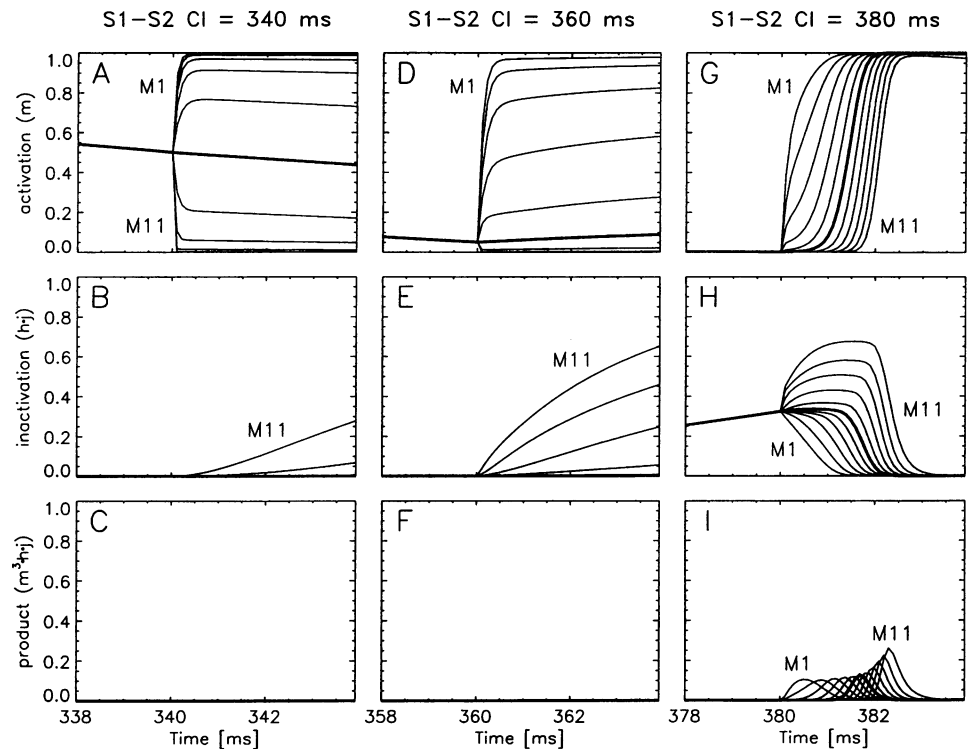 S1-S2 CI = 340 ms
S1-S2 CI = 360 ms
S1-S2 CI = 380 ms
activation (m)
1.0
0.8
0.6
0.4
0.2
0.0
A
M1
M11
D
M1
G
M1
M11
inactivation (h·j)
1.0
0.8
0.6
0.4
0.2
0.0
B
M11
E
M11
H
M11
M1
product (m³·h·j)
1.0
0.8
0.6
0.4
0.2
0.0
C
F
I
M1
M11
338 340 342
358 360 362
378 380 382
Time [ms]
Time [ms]
Time [ms]